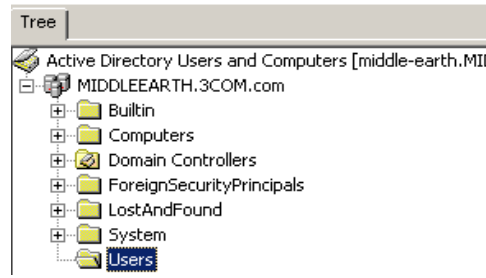 Tree
Active Directory Users and Computers [middle-earth.MI
MIDDLEEARTH.3COM.com
Builtin
Computers
Domain Controllers
ForeignSecurityPrincipals
LostAndFound
System
Users